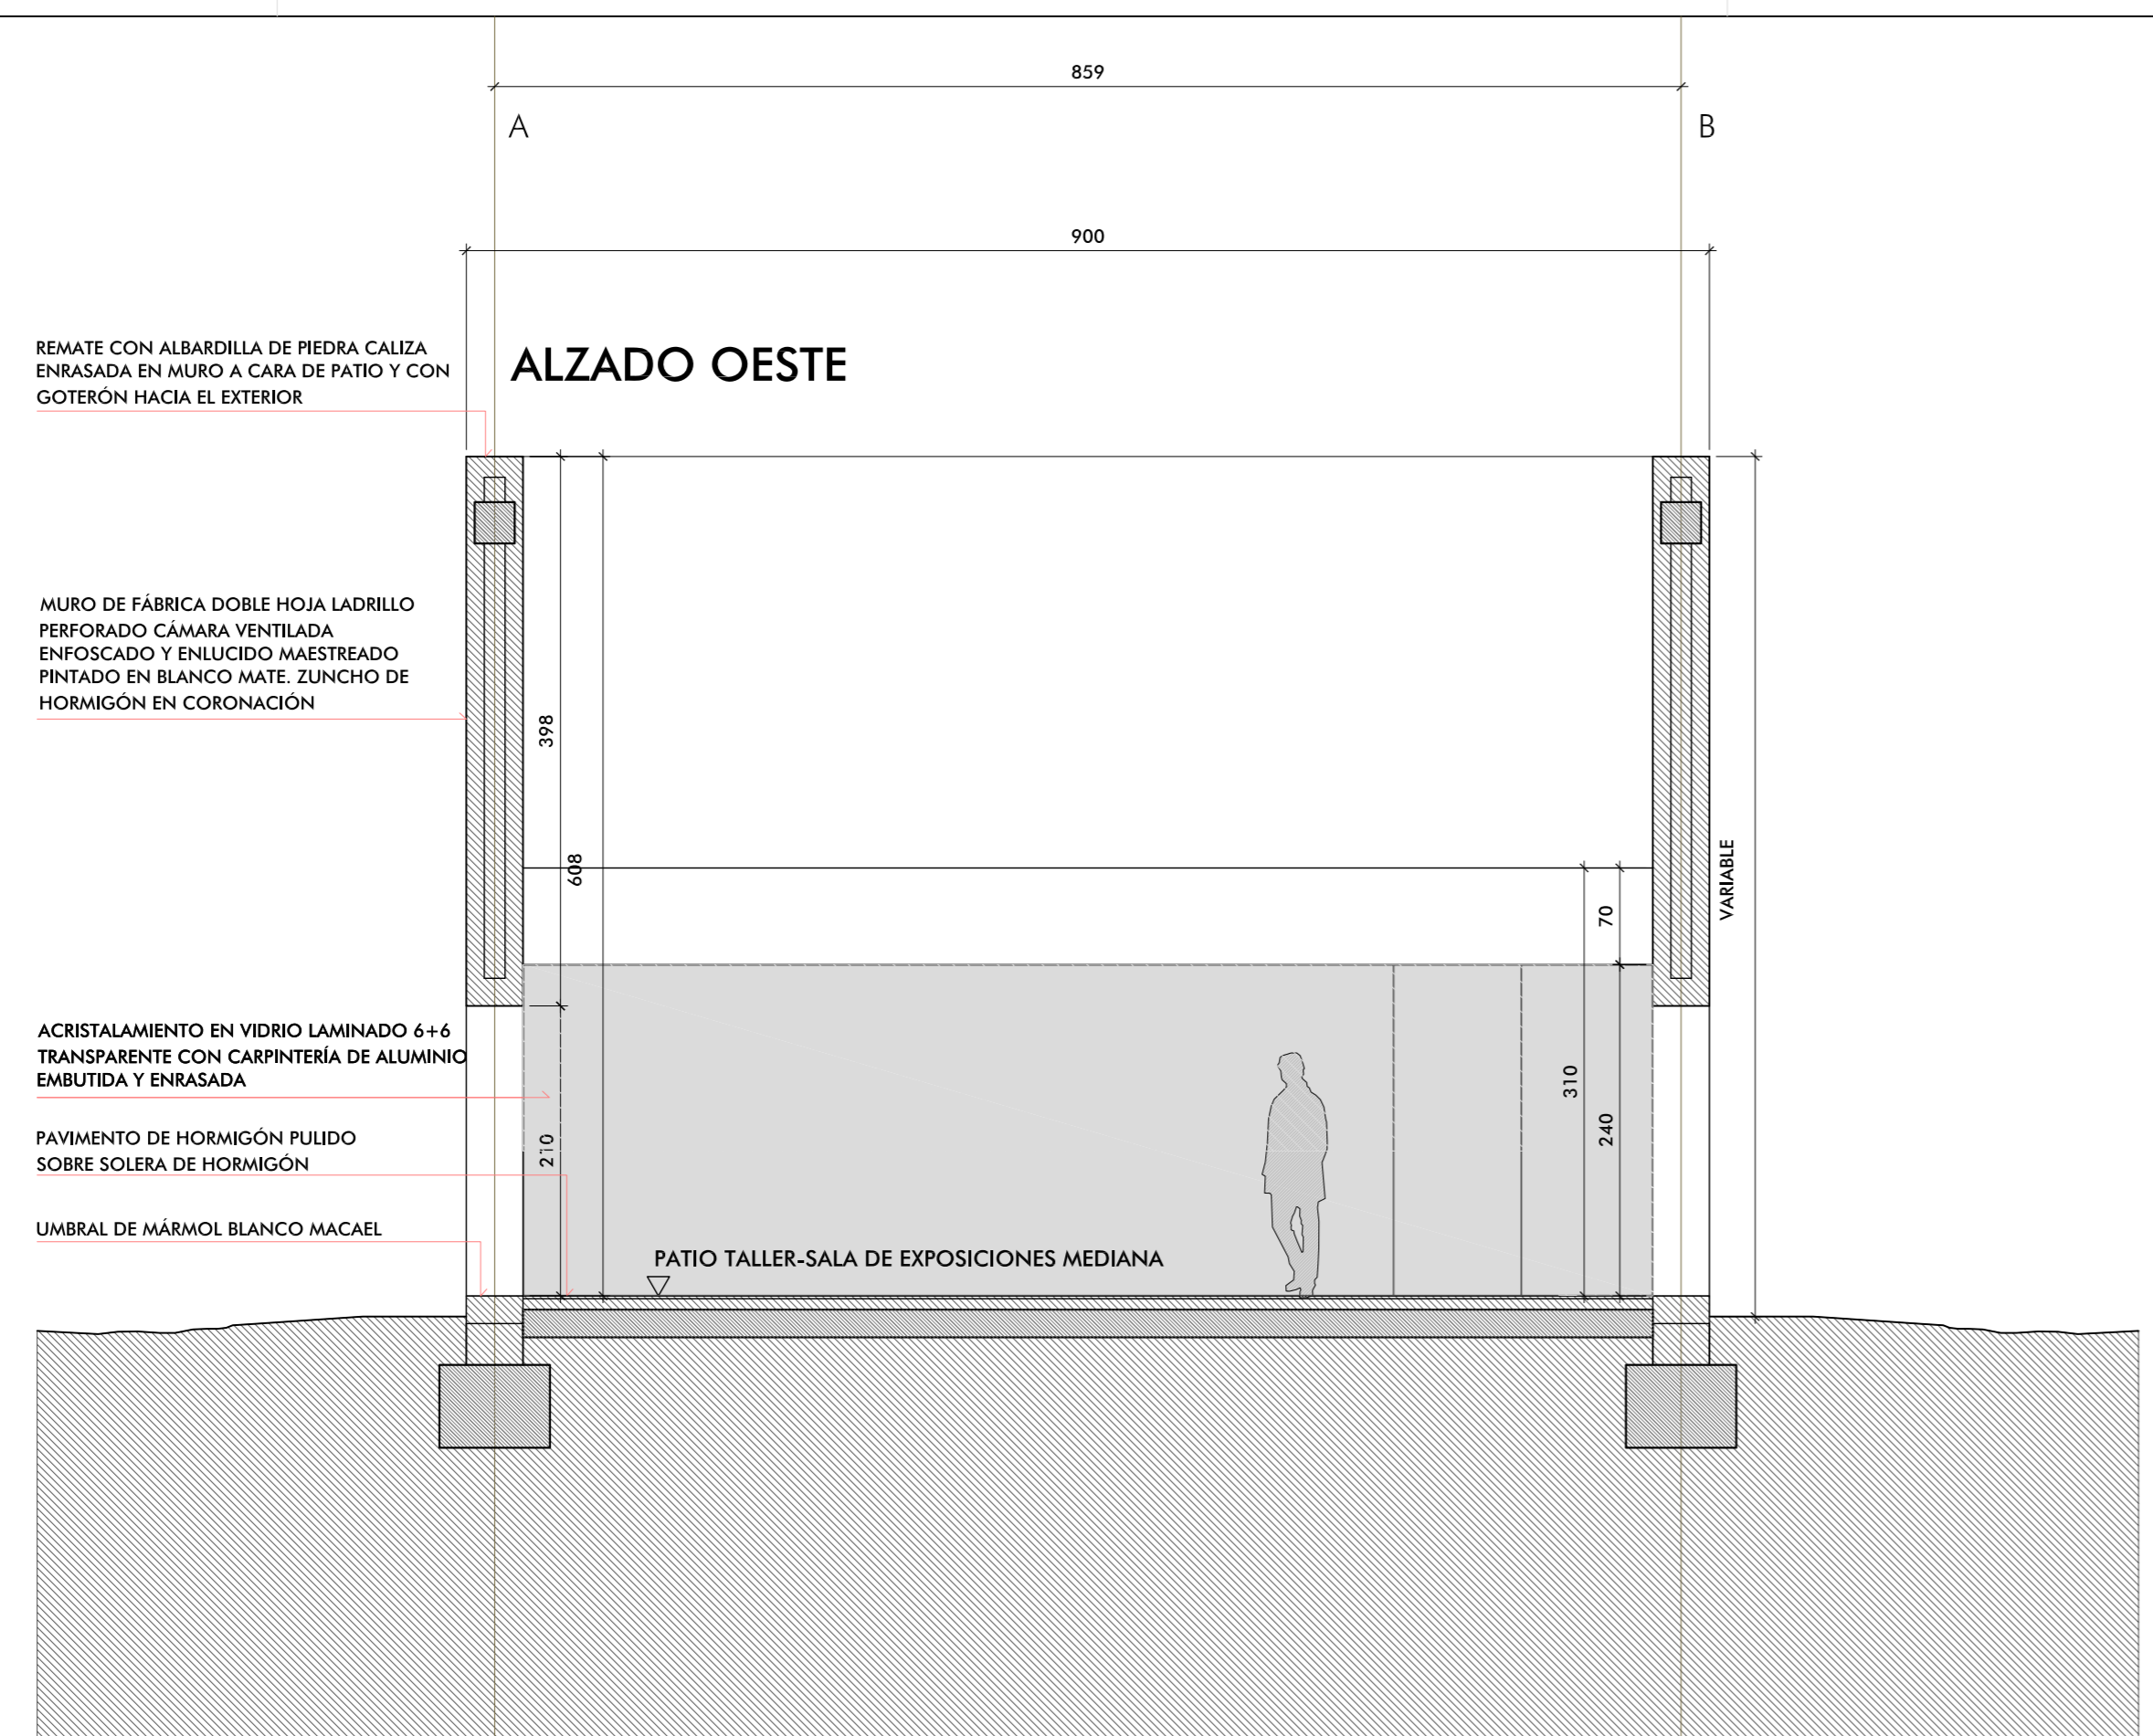 859
A
B
900
ALZADO OESTE
REMATE CON ALBARDILLA DE PIEDRA CALIZA
ENRASADA EN MURO A CARA DE PATIO Y CON
GOTERÓN HACIA EL EXTERIOR
MURO DE FÁBRICA DOBLE HOJA LADRILLO
PERFORADO CÁMARA VENTILADA
ENFOSCADO Y ENLUCIDO MAESTREADO
PINTADO EN BLANCO MATE. ZUNCHO DE
HORMIGÓN EN CORONACIÓN
398
608
VARIABLE
70
ACRISTALAMIENTO EN VIDRIO LAMINADO 6+6
TRANSPARENTE CON CARPINTERÍA DE ALUMINIO
EMBUTIDA Y ENRASADA
310
240
210
PAVIMENTO DE HORMIGÓN PULIDO
SOBRE SOLERA DE HORMIGÓN
UMBRAL DE MÁRMOL BLANCO MACAEL
PATIO TALLER-SALA DE EXPOSICIONES MEDIANA